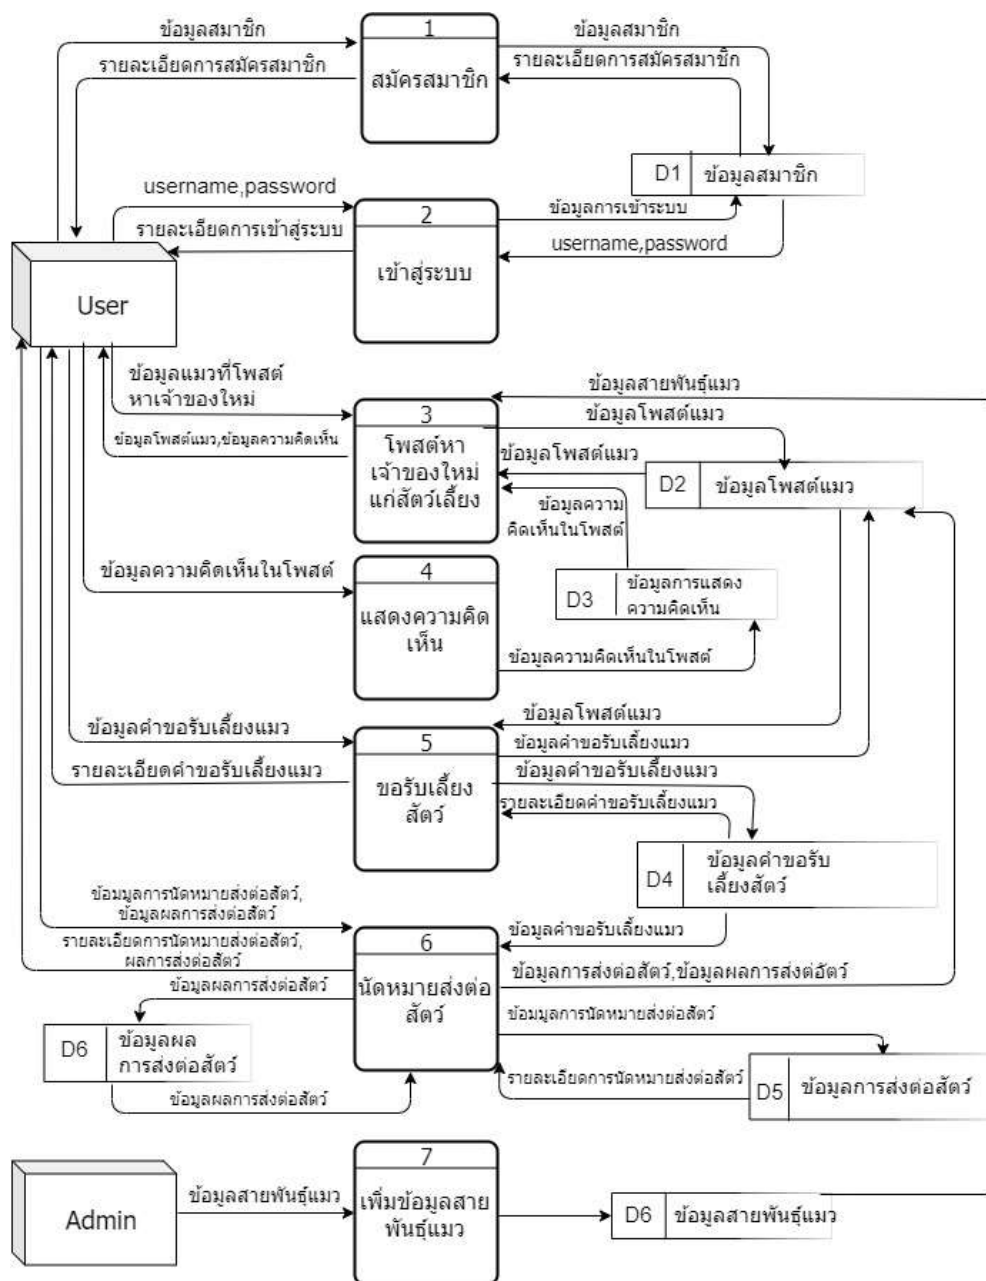 ข้อมูลสมาชิก
1
ข้อมูลสมาชิก
รายละเอียดการสมัครสมาชิก
สมัครสมาชิก
รายละเอียดการสมัครสมาชิก
D1
ข้อมูลสมาชิก
username,password
2
ข้อมูลการเข้าระบบ
รายละเอียดการเข้าสู่ระบบ
เข้าสู่ระบบ
username,password
User
ข้อมูลแมวที่โพสต์
หาเจ้าของใหม่
ข้อมูลสายพันธุ์แมว
3
ข้อมูลโพสต์แมว
ข้อมูลโพสต์แมว,ข้อมูลความคิดเห็น
โพสต์หา
เจ้าของใหม่
แก่สัตว์เลี้ยง
ข้อมูลโพสต์แมว
D2
ข้อมูลโพสต์แมว
ข้อมูลความ
คิดเห็นในโพสต์
ข้อมูลความคิดเห็นในโพสต์
4
แสดงความคิด
เห็น
D3
ข้อมูลการแสดง
ความคิดเห็น
ข้อมูลความคิดเห็นในโพสต์
ข้อมูลโพสต์แมว
ข้อมูลคำขอรับเลี้ยงแมว
5
ข้อมูลคำขอรับเลี้ยงแมว
รายละเอียดคำขอรับเลี้ยงแมว
ขอรับเลี้ยง
สัตว์
ข้อมูลคำขอรับเลี้ยงแมว
รายละเอียดคำขอรับเลี้ยงแมว
D4
ข้อมูลคำขอรับ
เลี้ยงสัตว์
ข้อมมูลการนัดหมายส่งต่อสัตว์,
ข้อมูลผลการส่งต่อสัตว์
ข้อมูลคำขอรับเลี้ยงแมว
รายละเอียดการนัดหมายส่งต่อสัตว์,
ผลการส่งต่อสัตว์
6
นัดหมายส่งต่อ
สัตว์
ข้อมูลการส่งต่อสัตว์,ข้อมูลผลการส่งต่อัตว์
ข้อมูลผลการส่งต่อสัตว์
ข้อมมูลการนัดหมายส่งต่อสัตว์
D6
ข้อมูลผล
การส่งต่อสัตว์
รายละเอียดการนัดหมายส่งต่อสัตว์
D5
ข้อมูลการส่งต่อสัตว์
ข้อมูลผลการส่งต่อสัตว์
Admin
ข้อมูลสายพันธุ์แมว
7
เพิ่มข้อมูลสาย
พันธุ์แมว
D6
ข้อมูลสายพันธุ์แมว